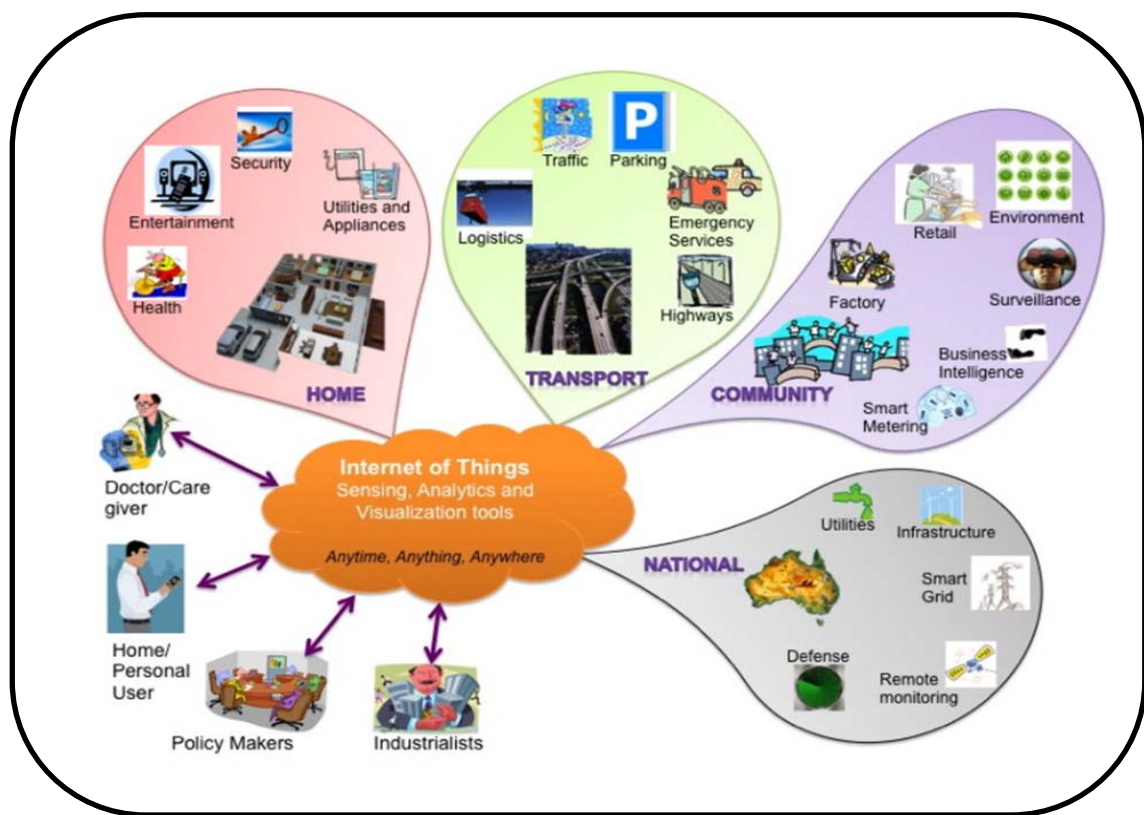 Security
Entertainment
Utilities and
Appliances
Health
HOME
Traffic
Parking
P
Logistics
Emergency
Services
Highways
TRANSPORT
Retail
Environment
Factory
Surveillance
Business
Intelligence
COMMUNITY
Smart
Metering
Internet of Things
Sensing, Analytics and
Visualization tools
Anytime, Anything, Anywhere
Doctor/Care
giver
Home/
Personal
User
Policy Makers
Industrialists
NATIONAL
Utilities
Infrastructure
Smart
Grid
Defense
Remote
monitoring